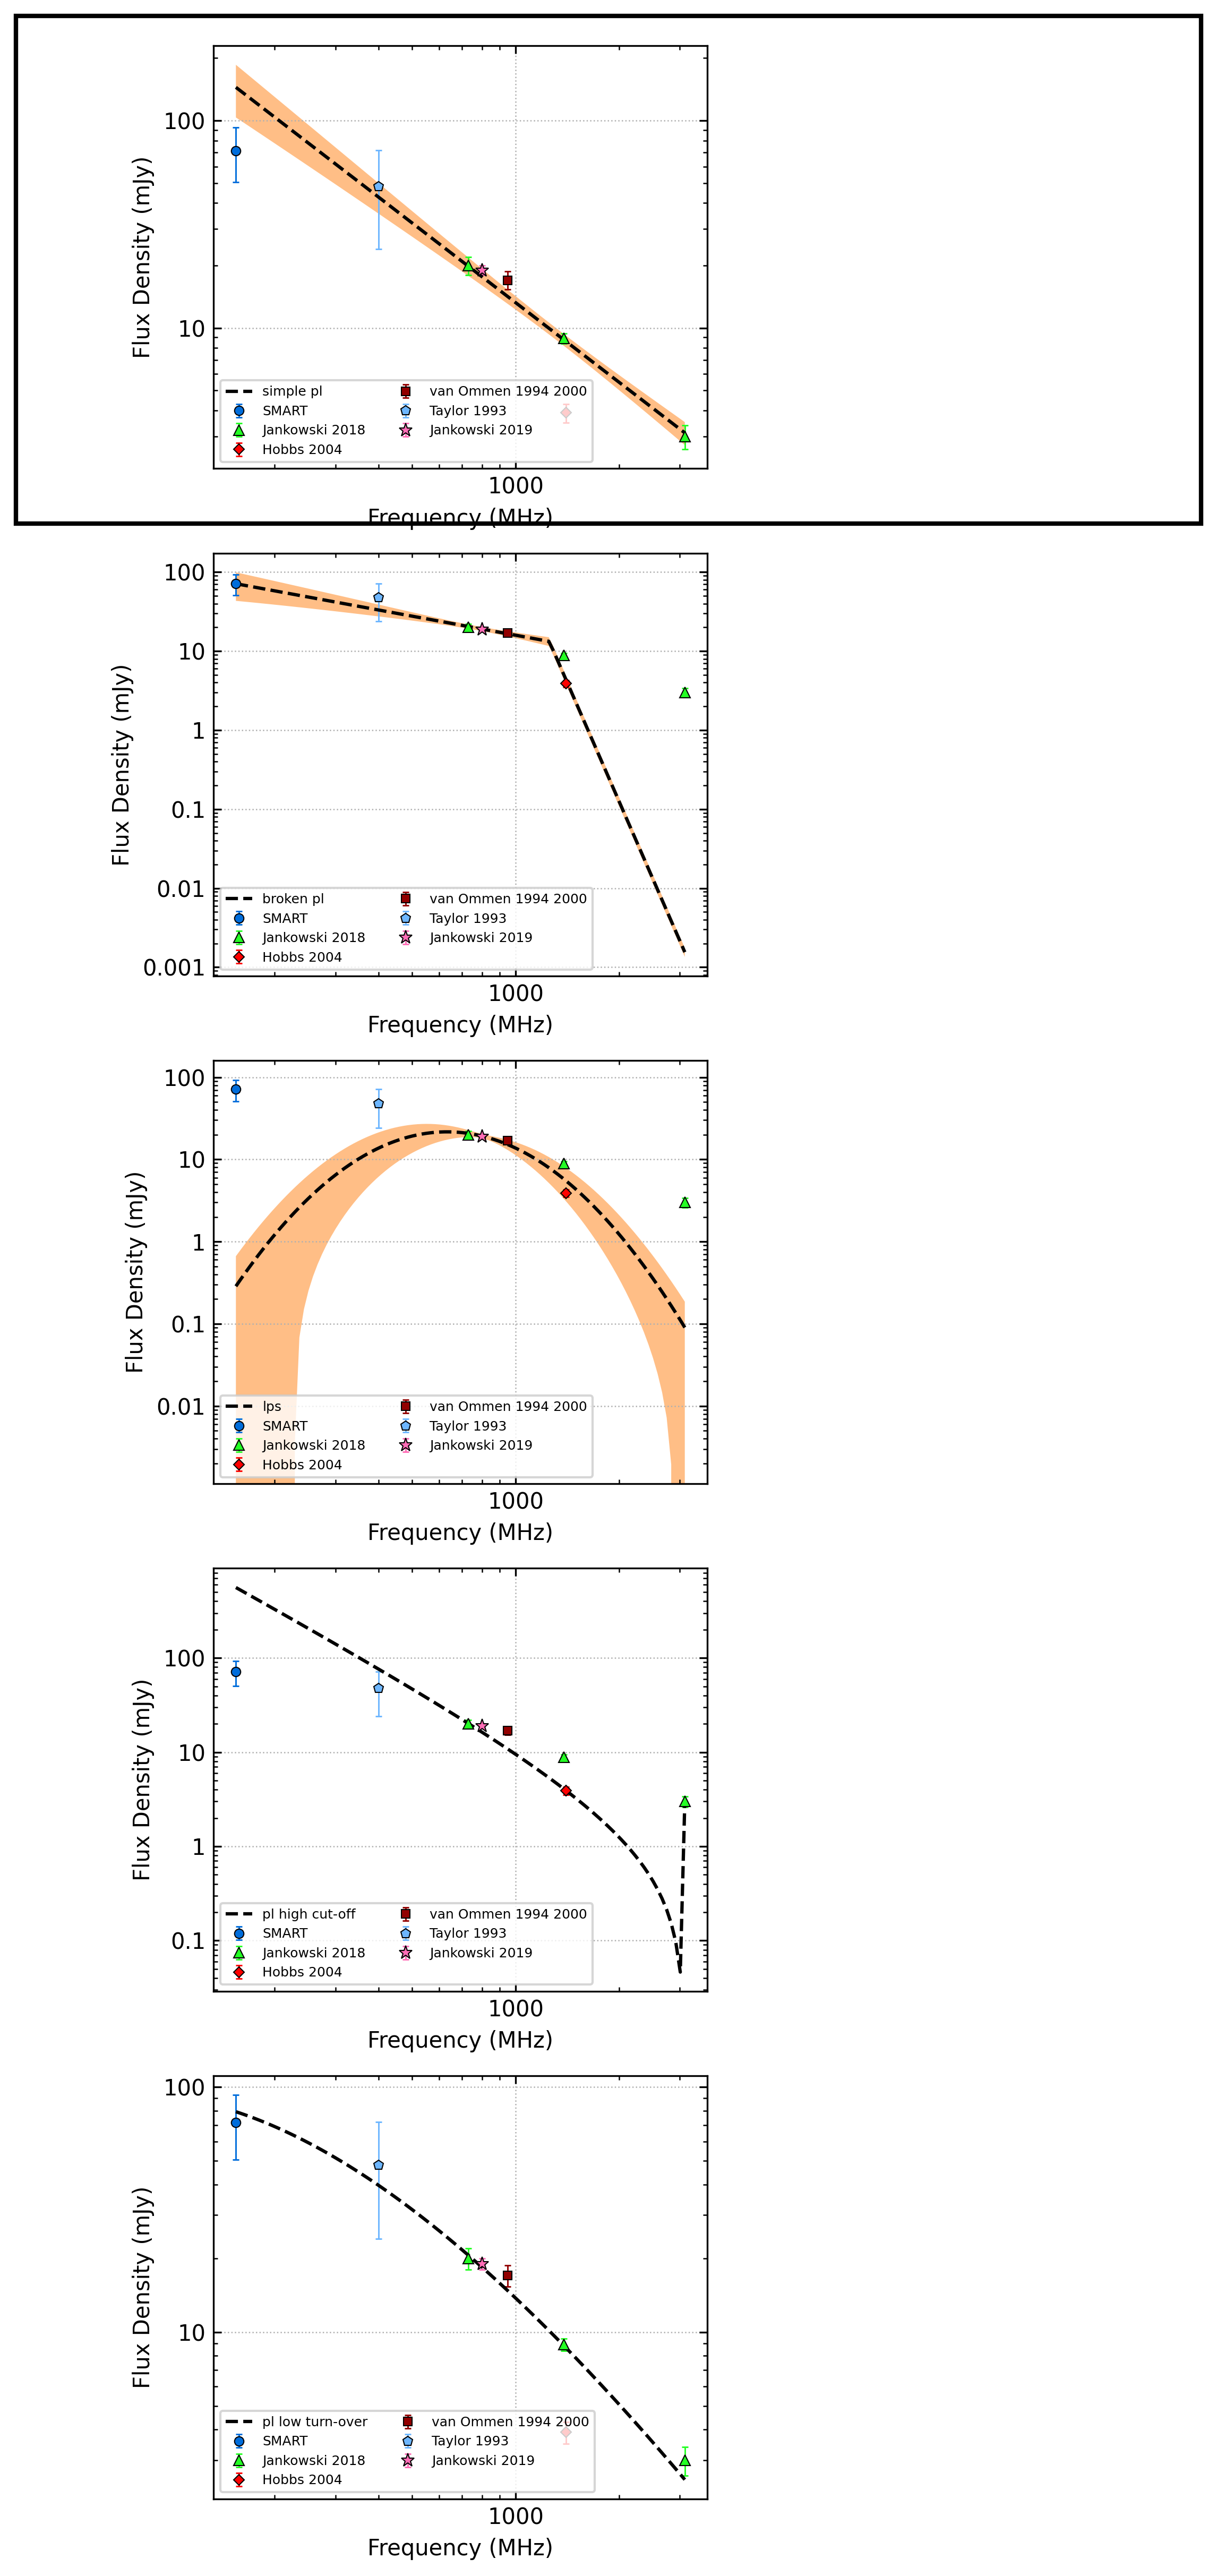 100
10
Flux Density (mJy)
simple pl
SMART
Jankowski 2018
Hobbs 2004
van Ommen 1994 2000
Taylor 1993
Jankowski 2019
1000
Frequency (MHz)
100
10
1
0.1
0.01
0.001
Flux Density (mJy)
broken pl
SMART
Jankowski 2018
Hobbs 2004
van Ommen 1994 2000
Taylor 1993
Jankowski 2019
1000
Frequency (MHz)
100
10
1
0.1
0.01
Flux Density (mJy)
lps
SMART
Jankowski 2018
Hobbs 2004
van Ommen 1994 2000
Taylor 1993
Jankowski 2019
1000
Frequency (MHz)
100
10
1
0.1
Flux Density (mJy)
pl high cut-off
SMART
Jankowski 2018
Hobbs 2004
van Ommen 1994 2000
Taylor 1993
Jankowski 2019
1000
Frequency (MHz)
100
10
Flux Density (mJy)
pl low turn-over
SMART
Jankowski 2018
Hobbs 2004
van Ommen 1994 2000
Taylor 1993
Jankowski 2019
1000
Frequency (MHz)